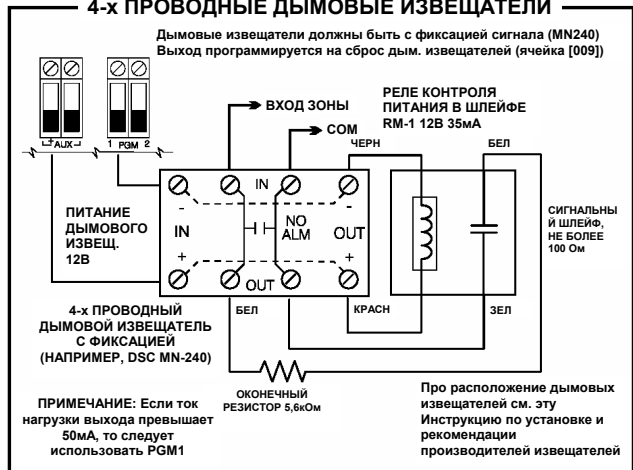 4-х ПРОВОДНЫЕ ДЫМОВЫЕ ИЗВЕЩАТЕЛИ
Дымовые извещатели должны быть с фиксацией сигнала (MN240)
Выход программируется на сброс дым. извещателей (ячейка [009])
ВХОД ЗОНЫ
COM
РЕЛЕ КОНТРОЛЯ
ПИТАНИЯ В ШЛЕЙФЕ
RM-1 12В 35мА
+ AUX -
1 PGM 2
ЧЕРН
БЕЛ
IN
- -
IN
NO
ALM
OUT
+ +
OUT
ПИТАНИЕ
ДЫМОВОГО
ИЗВЕЩ.
12В
СИГНАЛЬНЫ
Й ШЛЕЙФ,
НЕ БОЛЕЕ
100 Ом
4-х ПРОВОДНЫЙ
ДЫМОВОЙ ИЗВЕЩАТЕЛЬ
С ФИКСАЦИЕЙ
(НАПРИМЕР, DSC MN-240)
БЕЛ
КРАСН
ЗЕЛ
ОКОНЕЧНЫЙ
РЕЗИСТОР 5,6кОм
ПРИМЕЧАНИЕ: Если ток
нагрузки выхода превышает
50мА, то следует
использовать PGM1
Про расположение дымовых
извещателей см. эту
Инструкцию по установке и
рекомендации
производителей извещателей